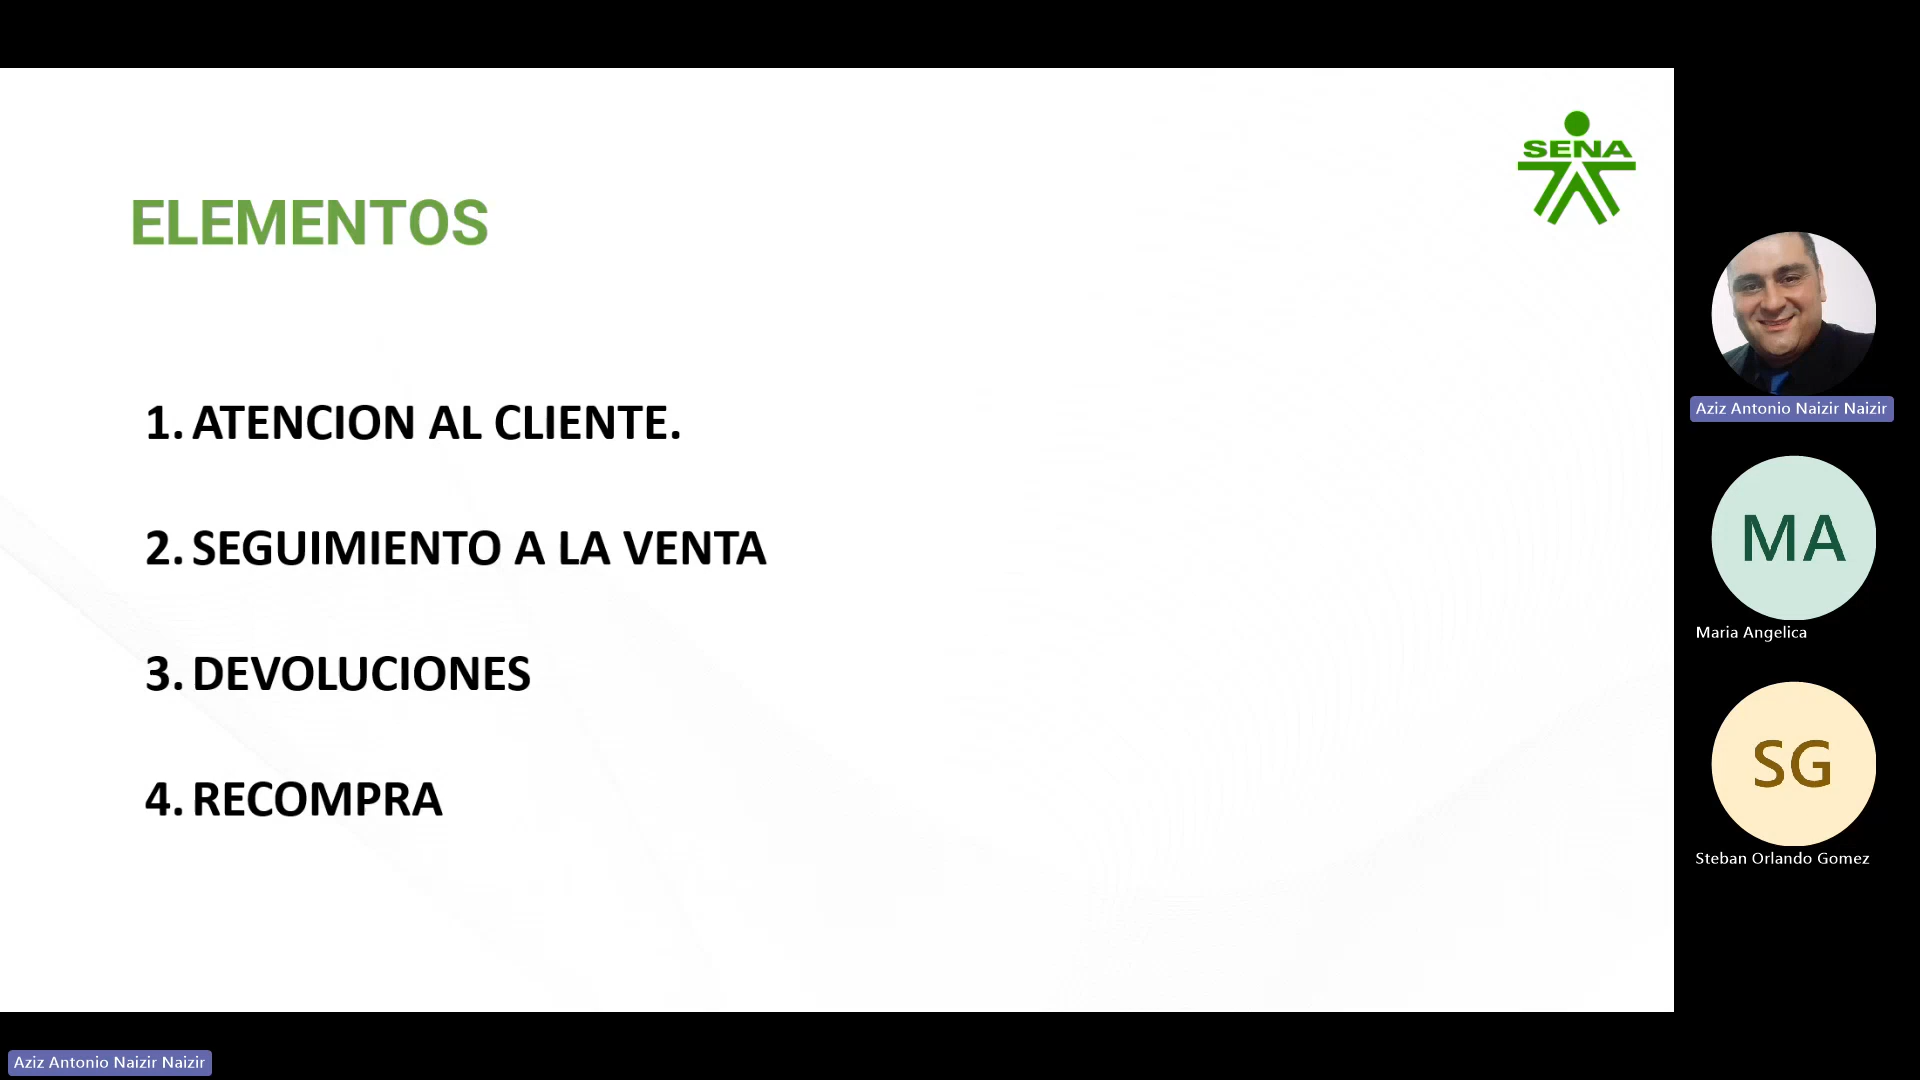 SENA
ELEMENTOS
1. ATENCION AL CLIENTE.
2. SEGUIMIENTO A LA VENTA
3. DEVOLUCIONES
4. RECOMPRA
Aziz Antonio Naizir Naizir
MA
Maria Angelica
SG
Steban Orlando Gomez
Aziz Antonio Naizir Naizir